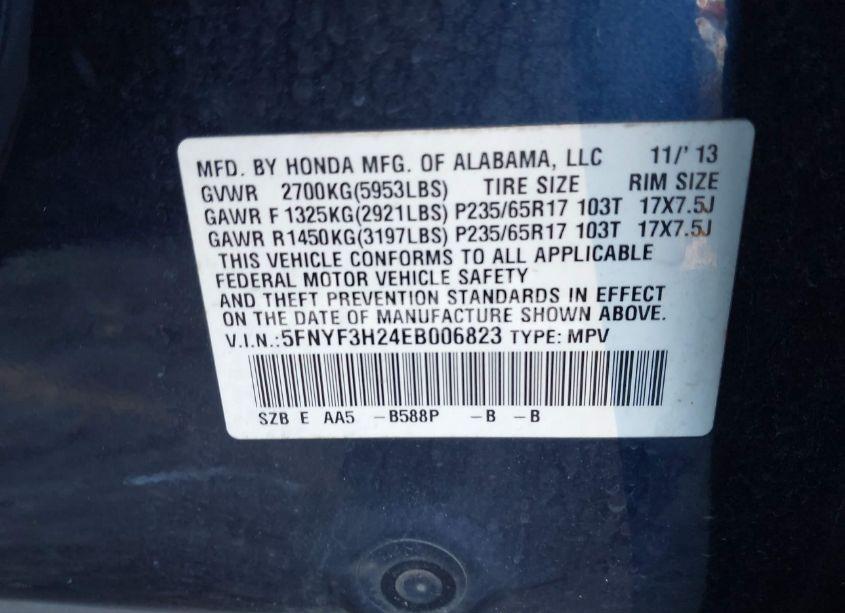 MFD. BY HONDA MFG. OF ALABAMA, LLC 11/' 13
GVWR 2700KG(5953LBS) TIRE SIZE RIM SIZE
GAWR F 1325KG(2921LBS) P235/65R17 103T 17X7.5J
GAWR R1450KG(3197LBS) P235/65R17 103T 17X7.5J
THIS VEHICLE CONFORMS TO ALL APPLICABLE
FEDERAL MOTOR VEHICLE SAFETY
AND THEFT PREVENTION STANDARDS IN EFFECT
ON THE DATE OF MANUFACTURE SHOWN ABOVE.
V.I.N.:5FNYF3H24EB006823 TYPE: MPV
SZB E AA5 -B588P -B -B